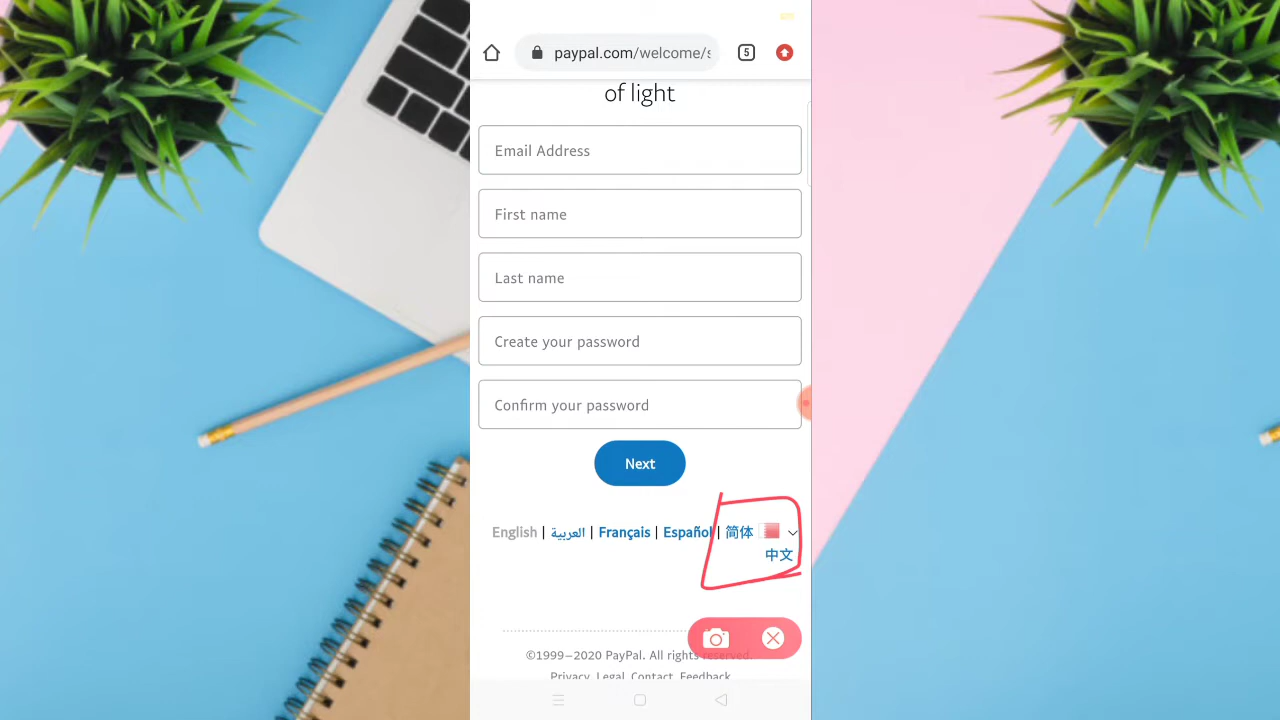 5
paypal.com/welcome/s
of light
Email Address
First name
Last name
Create your password
Confirm your password
Next
English | العربية | Français | Español | 简体
中文
©1999–2020 PayPal. All rights reserved.
Privacy Legal Contact Feedback